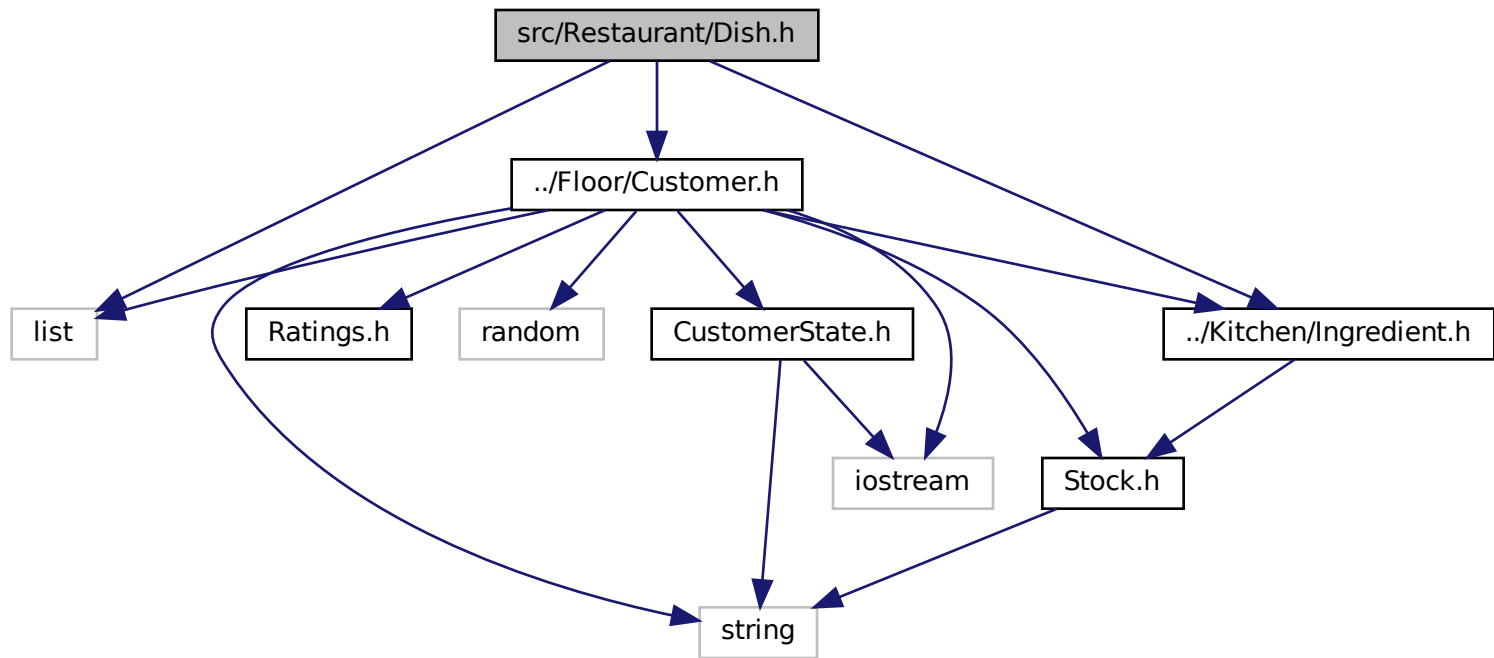 src/Restaurant/Dish.h
../Floor/Customer.h
list
Ratings.h
random
CustomerState.h
../Kitchen/Ingredient.h
iostream
Stock.h
string